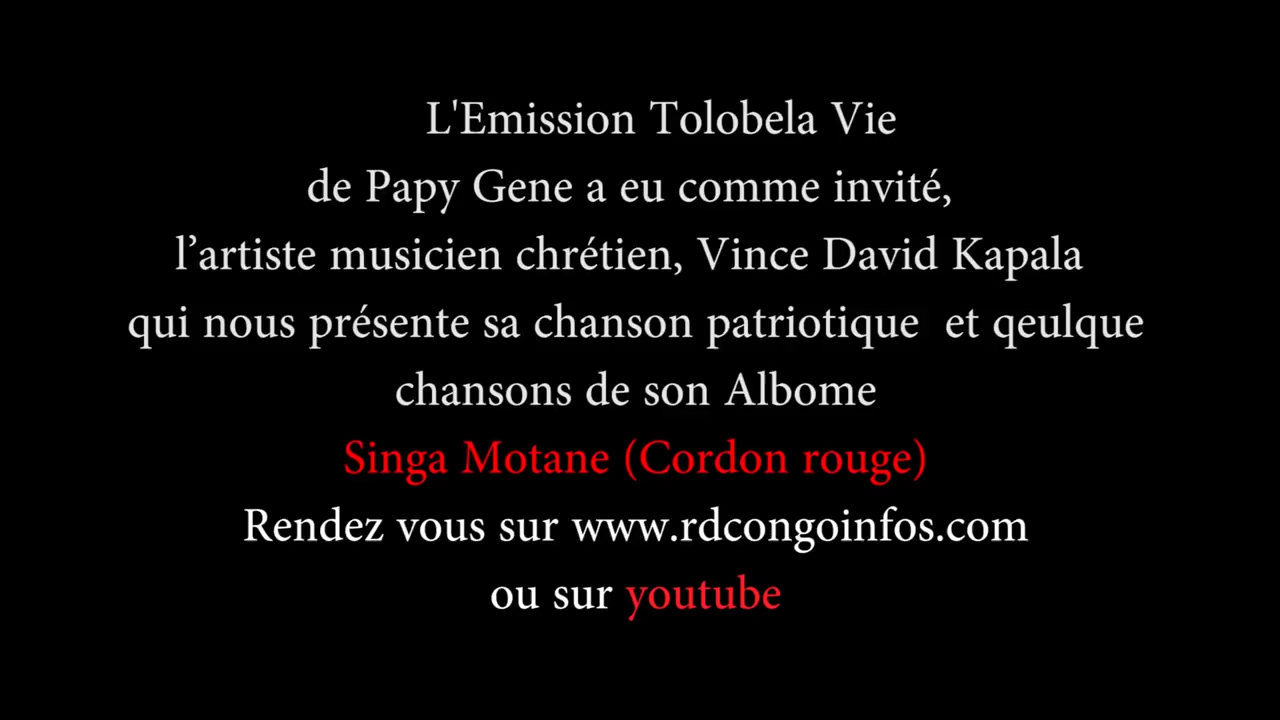 L'Emission Tolobela Vie
de Papy Gene a eu comme invité,
l’artiste musicien chrétien, Vince David Kapala
qui nous présente sa chanson patriotique et qeulque
chansons de son Albome
Singa Motane (Cordon rouge)
Rendez vous sur www.rdcongoinfos.com
ou sur youtube